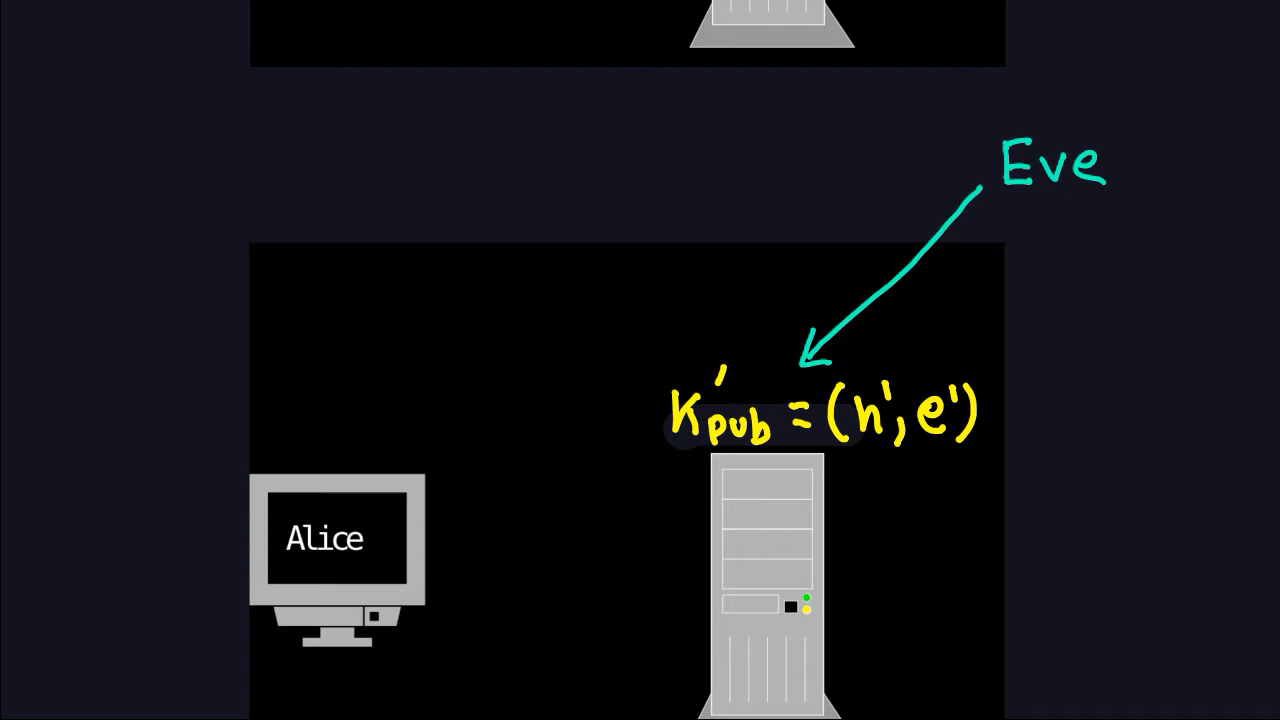 Eve
K'pub = (n', e')
Alice